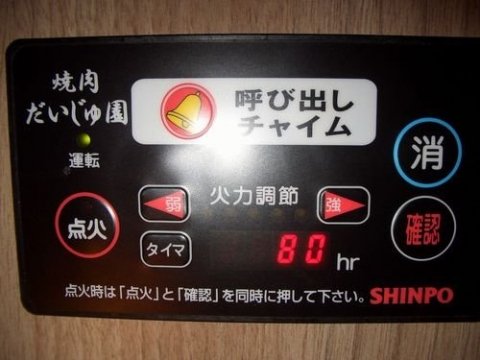 焼肉
だいじゅ園
呼び出し
チャイム
運転
消
弱
火力調節
強
点火
確認
タイマ
80 hr
点火時は「点火」と「確認」を同時に押して下さい。 SHINPO